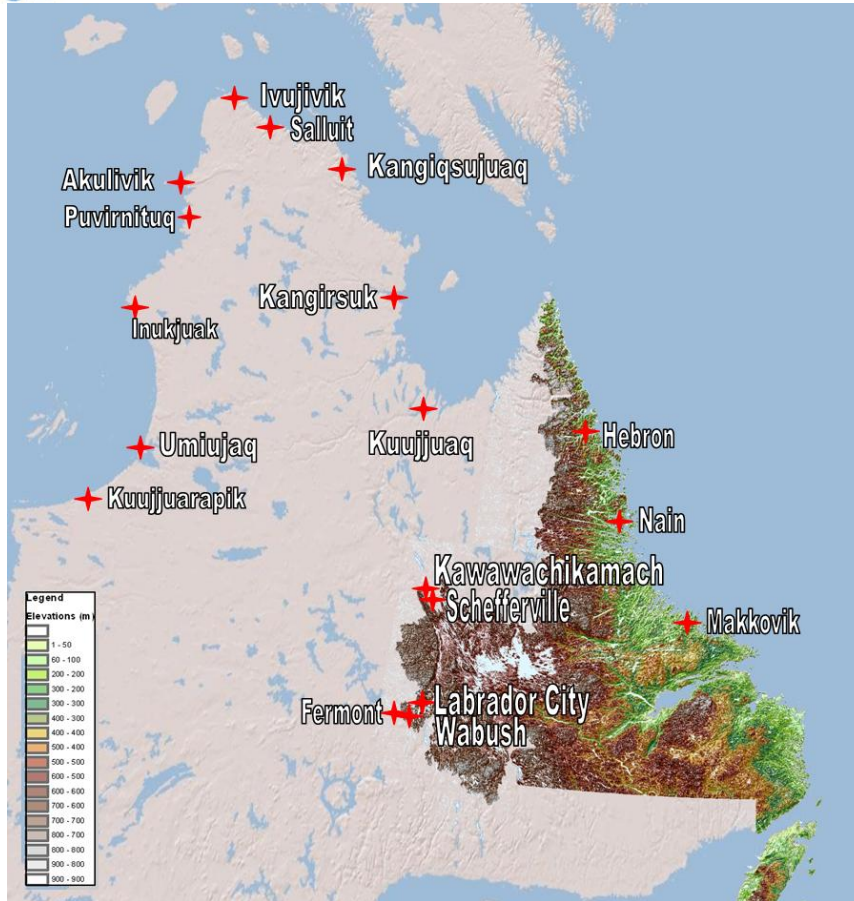 Ivujivik
Salluit
Kangiqsujuaq
Akulivik
Puvirnituq
Kangirsuk
Inukjuak
Kuujjuaq
Hebron
Umiujaq
Kuujjuarapik
Nain
Kawawachikamach
Schefferville
Makkovik
Labrador City
Fermont
Wabush
Legend
Elevations (m)
1 - 50
60 - 100
200 - 200
300 - 200
300 - 300
400 - 300
400 - 400
500 - 400
500 - 500
600 - 500
600 - 600
700 - 600
700 - 700
800 - 700
800 - 800
900 - 800
900 - 900